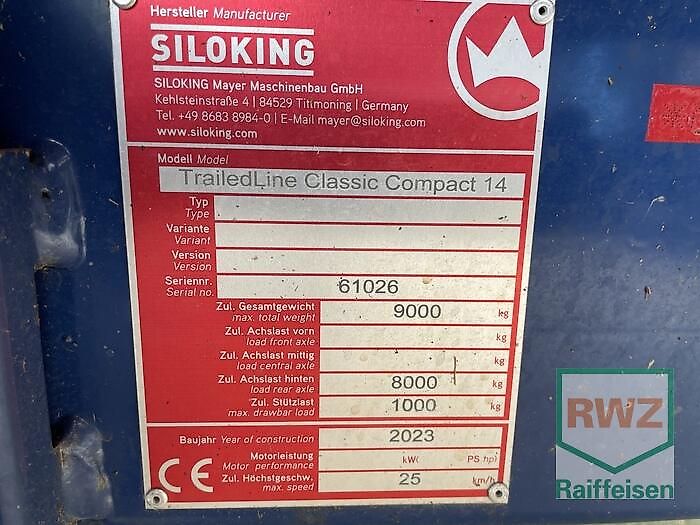 Hersteller Manufacturer
SILOKING
SILOKING Mayer Maschinenbau GmbH
Kehlsteinstraße 4 | 84529 Tittmoning | Germany
Tel. +49 8683 8984-0 | E-Mail mayer@siloking.com
www.siloking.com
Modell Model
TrailedLine Classic Compact 14
Typ
Type
Variante
Variant
Version
Version
Seriennr.
Serial no.
61026
Zul. Gesamtgewicht
max. total weight
9000 kg
Zul. Achslast vorn
load front axle
kg
Zul. Achslast mittig
load central axle
kg
Zul. Achslast hinten
load rear axle
8000 kg
Zul. Stützlast
max. drawbar load
1000 kg
Baujahr Year of construction 2023
Motorleistung
Motor performance
kW( PS hp)
Zul. Höchstgeschw.
max. speed
25 km/h
CE
RWZ
Raiffeisen